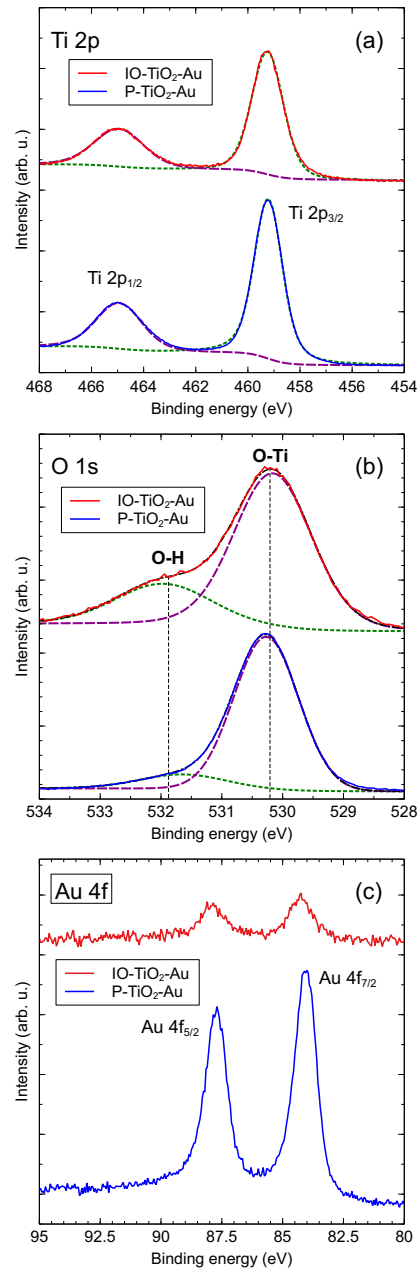 Ti 2p
(a)
IO-TiO₂-Au
P-TiO₂-Au
Ti 2p₃/₂
Ti 2p₁/₂
Intensity (arb. u.)
468 466 464 462 460 458 456 454
Binding energy (eV)
O 1s
(b)
O-Ti
IO-TiO₂-Au
P-TiO₂-Au
O-H
Intensity (arb. u.)
534 533 532 531 530 529 528
Binding energy (eV)
Au 4f
(c)
IO-TiO₂-Au
P-TiO₂-Au
Au 4f₇/₂
Au 4f₅/₂
Intensity (arb. u.)
95 92.5 90 87.5 85 82.5 80
Binding energy (eV)